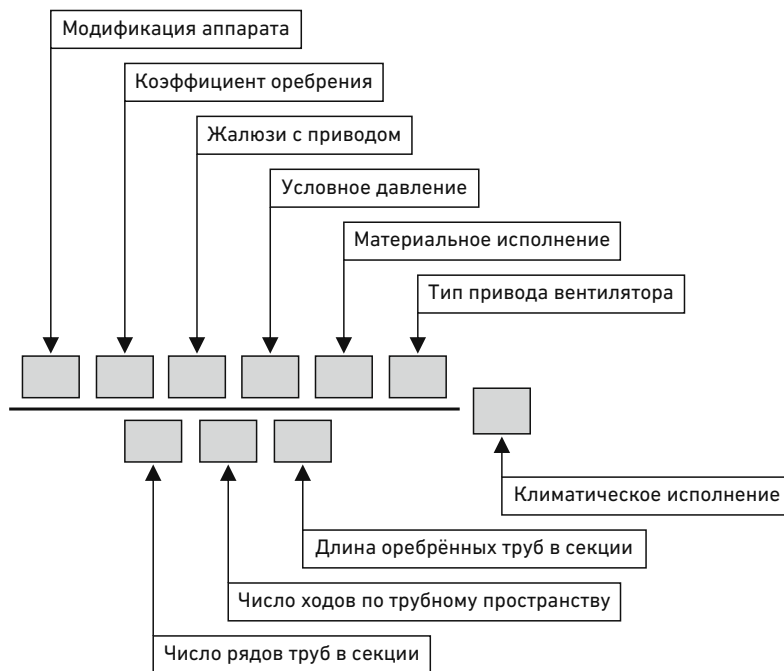 Модификация аппарата
Коэффициент оребрения
Жалюзи с приводом
Условное давление
Материальное исполнение
Тип привода вентилятора
Климатическое исполнение
Длина оребрённых труб в секции
Число ходов по трубному пространству
Число рядов труб в секции